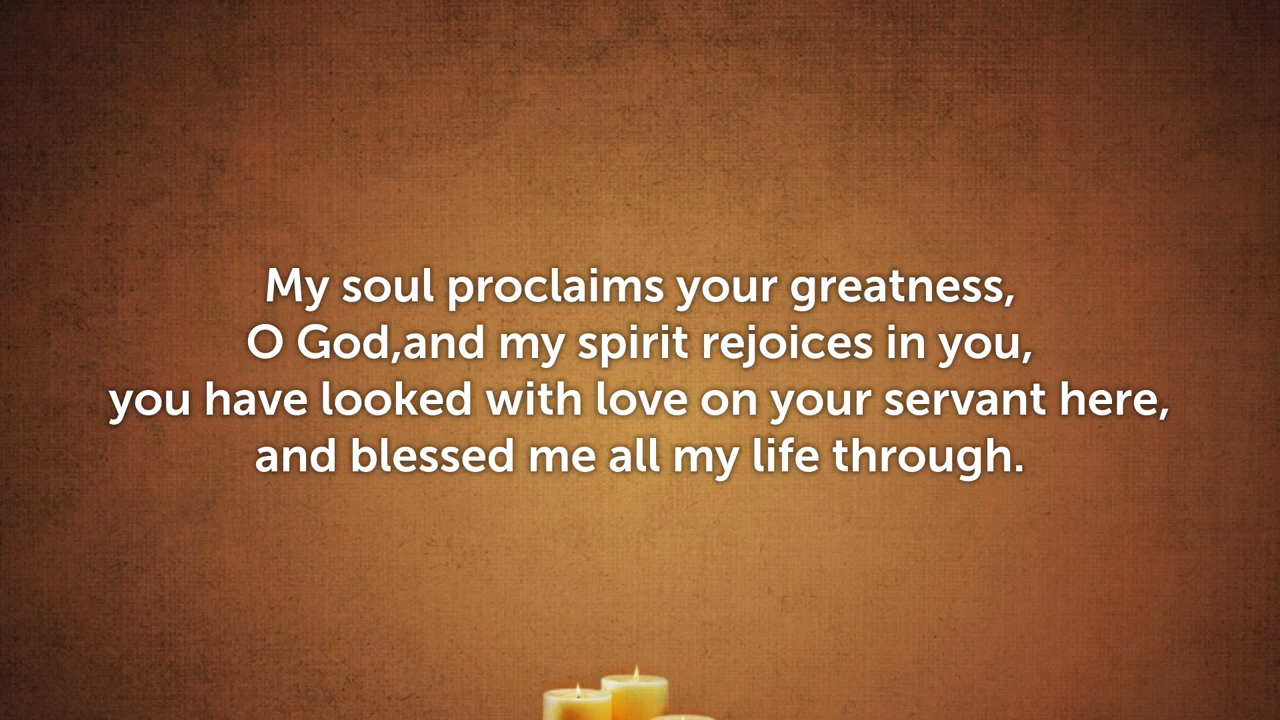 My soul proclaims your greatness,
O God,and my spirit rejoices in you,
you have looked with love on your servant here,
and blessed me all my life through.